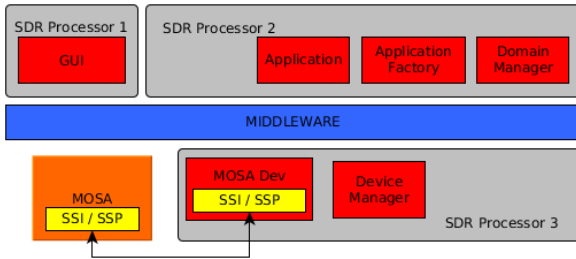 SDR Processor 1
GUI
SDR Processor 2
Application
Application
Factory
Domain
Manager
MIDDLEWARE
MOSA
SSI / SSP
MOSA Dev
SSI / SSP
Device
Manager
SDR Processor 3